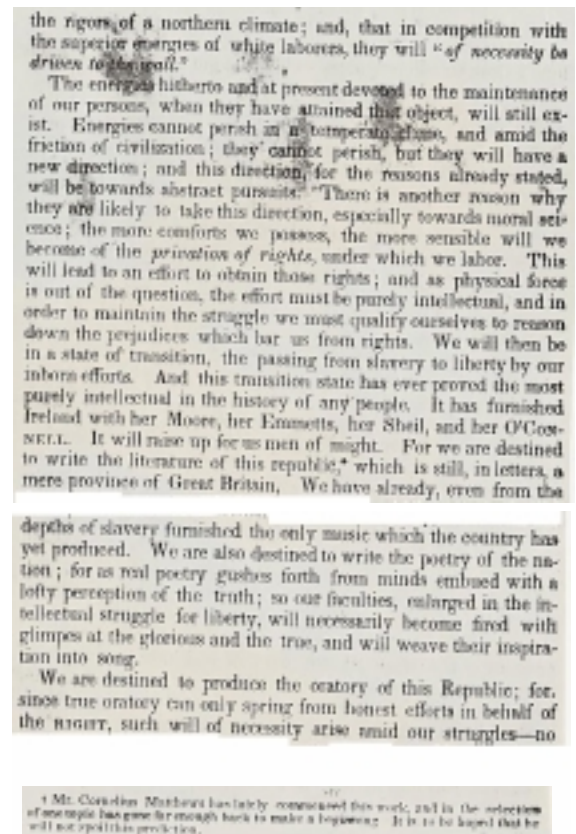 the rigors of a northern climate; and, that in competition with
the superior energies of white laborers, they will "of necessity be
driven to the wall."
The energies hitherto and at present devoted to the maintenance
of our persons, when they have attained that object, will still ex-
ist. Energies cannot perish in a temperate clime, and amid the
friction of civilization; they cannot perish, but they will have a
new direction; and this direction, for the reasons already stated,
will be towards abstract pursuits. There is another reason why
they are likely to take this direction, especially towards moral sci-
ence; the more comforts we possess, the more sensible will we
become of the privation of rights, under which we labor. This
will lead to an effort to obtain those rights; and as physical force
is out of the question, the effort must be purely intellectual, and in
order to maintain the struggle we must qualify ourselves to reason
down the prejudices which bar us from rights. We will then be
in a state of transition, the passing from slavery to liberty by our
inborn efforts. And this transition state has ever proved the most
purely intellectual in the history of any people. It has furnished
Ireland with her Moore, her Emmetts, her Sheil, and her O'CON-
NELL. It will raise up for us men of might. For we are destined
to write the literature of this republic,* which is still, in letters, a
mere province of Great Britain. We have already, even from the
depths of slavery furnished the only music which the country has
yet produced. We are also destined to write the poetry of the na-
tion; for as real poetry gushes forth from minds embued with a
lofty perception of the truth; so our faculties, enlarged in the in-
tellectual struggle for liberty, will necessarily become fired with
glimpses at the glorious and the true, and will weave their inspira-
tion into song.
We are destined to produce the oratory of this Republic; for,
since true oratory can only spring from honest efforts in behalf of
the RIGHT, such will of necessity arise amid our struggles—no
Mr. Cornelius Matthews has lately commenced this work, and in the selection
of one topic has gone far enough back to make a beginning. It is to be hoped that he
will not spoil this prediction.